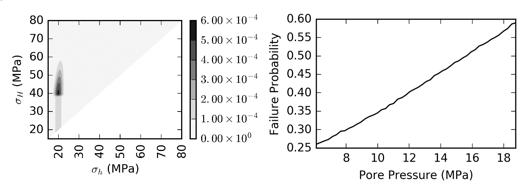 80
70
60
50
40
30
20
σH (MPa)
20 30 40 50 60 70 80
σh (MPa)
6.00 × 10⁻⁴
5.00 × 10⁻⁴
4.00 × 10⁻⁴
3.00 × 10⁻⁴
2.00 × 10⁻⁴
1.00 × 10⁻⁴
0.00 × 10⁰
Failure Probability
0.60
0.55
0.50
0.45
0.40
0.35
0.30
0.25
8 10 12 14 16 18
Pore Pressure (MPa)